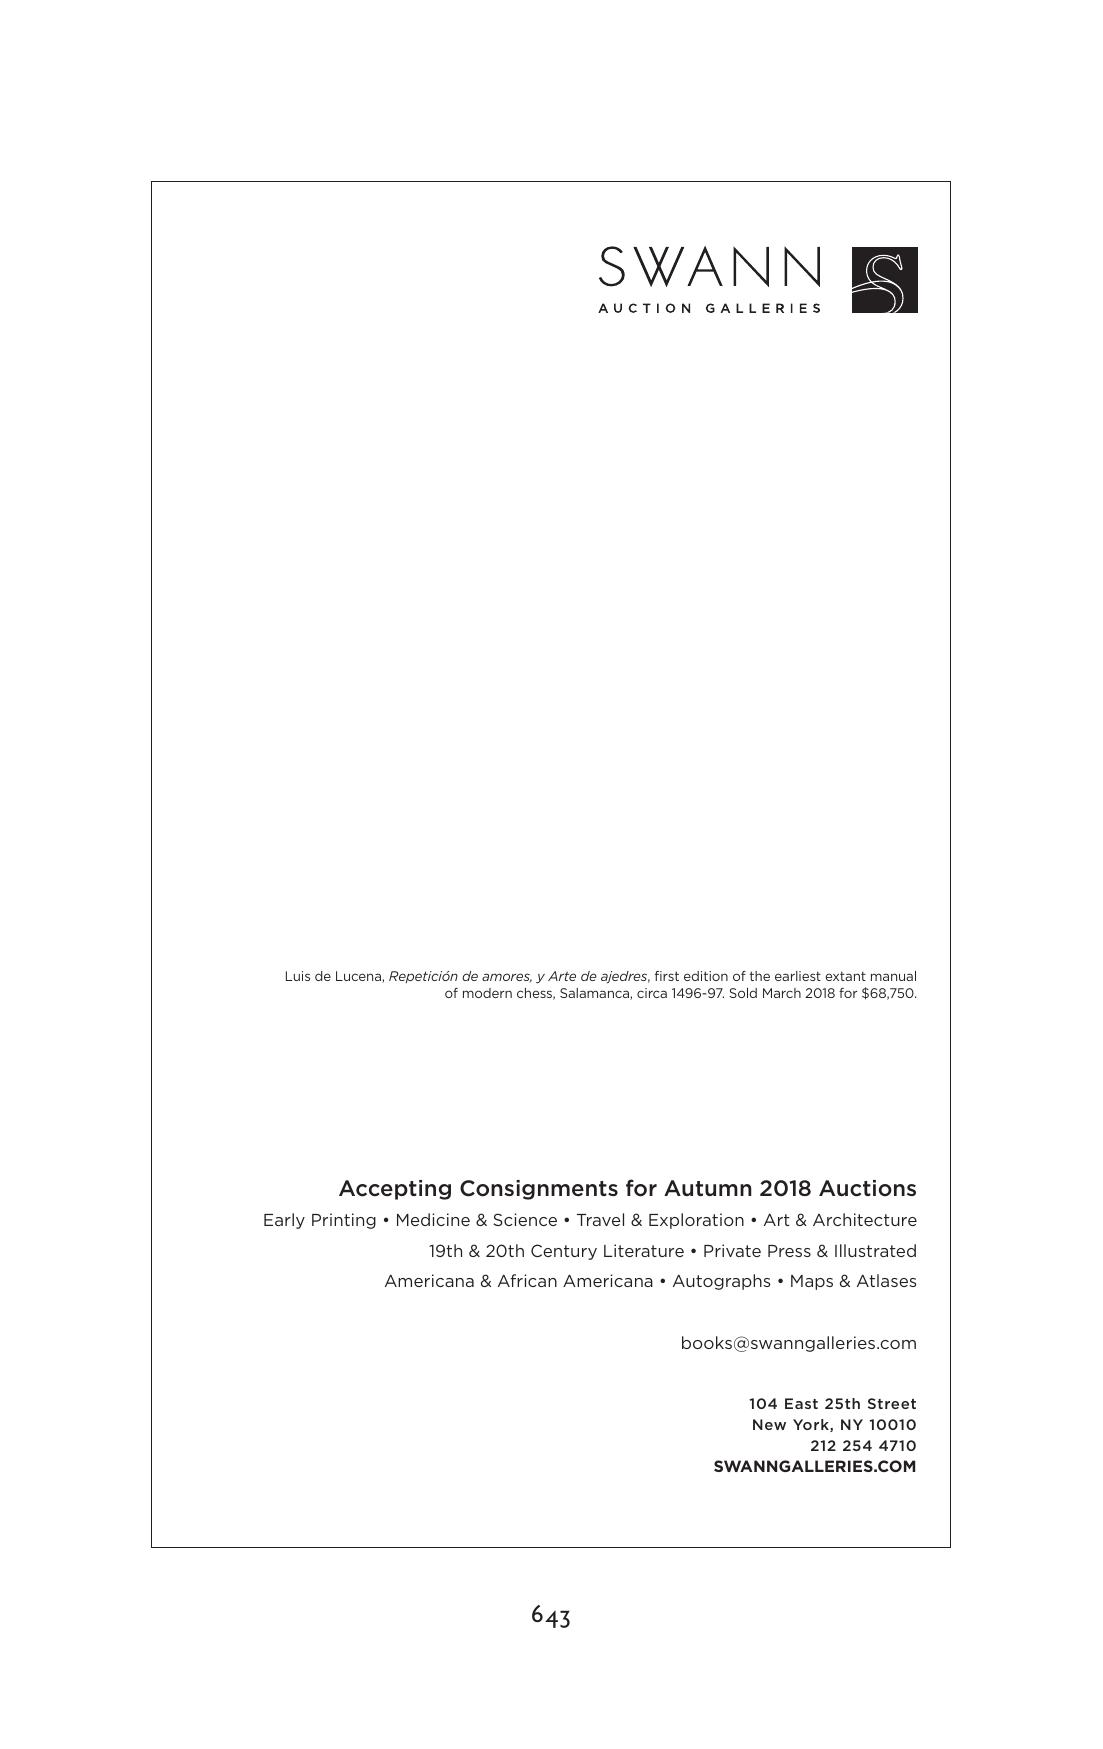 SWANN
AUCTION GALLERIES
Luis de Lucena, Repetición de amores, y Arte de ajedres, first edition of the earliest extant manual
of modern chess, Salamanca, circa 1496-97. Sold March 2018 for $68,750.
Accepting Consignments for Autumn 2018 Auctions
Early Printing • Medicine & Science • Travel & Exploration • Art & Architecture
19th & 20th Century Literature • Private Press & Illustrated
Americana & African Americana • Autographs • Maps & Atlases
books@swanngalleries.com
104 East 25th Street
New York, NY 10010
212 254 4710
SWANNGALLERIES.COM
643